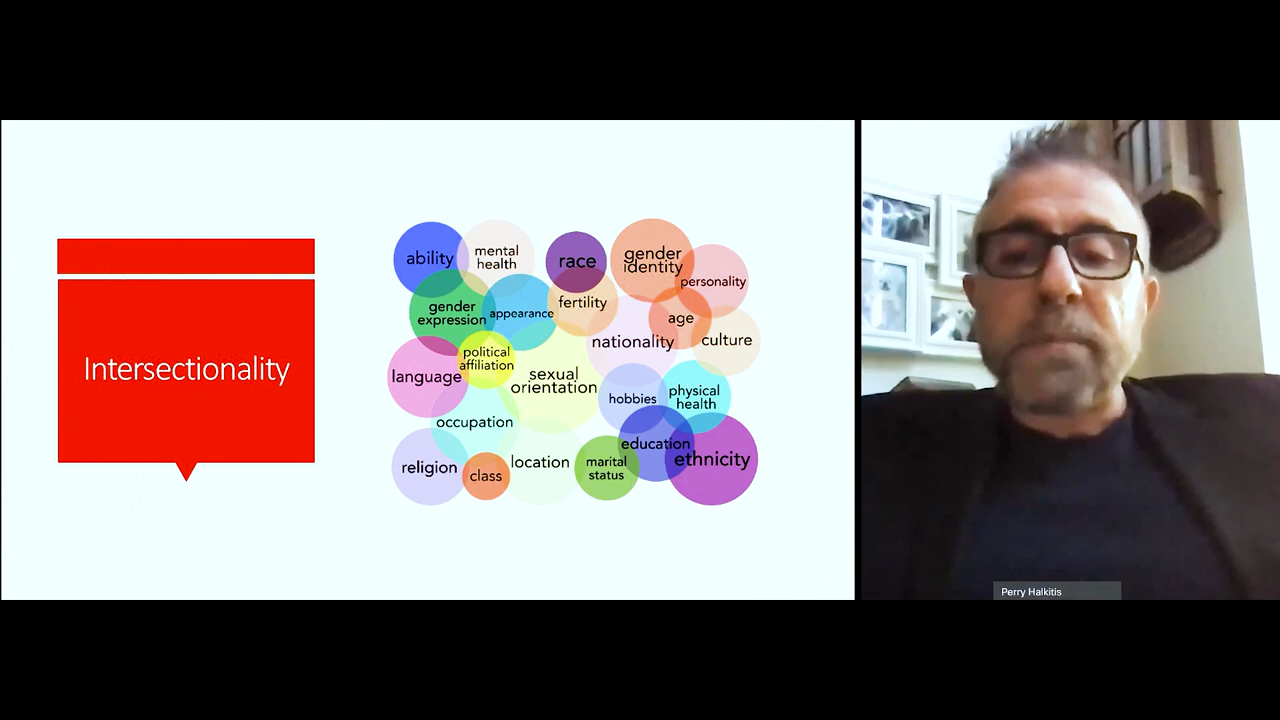 Intersectionality
ability
mental
health
race
gender
identity
personality
gender
expression
appearance
fertility
age
nationality
culture
political
affiliation
language
sexual
orientation
hobbies
physical
health
occupation
education
ethnicity
religion
class
location
marital
status
Perry Halkitis